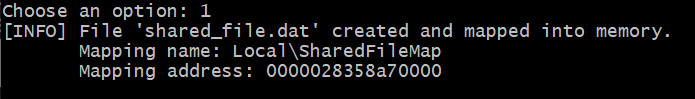 Choose an option: 1
[INFO] File 'shared_file.dat' created and mapped into memory.
Mapping name: Local\SharedFileMap
Mapping address: 0000028358a70000